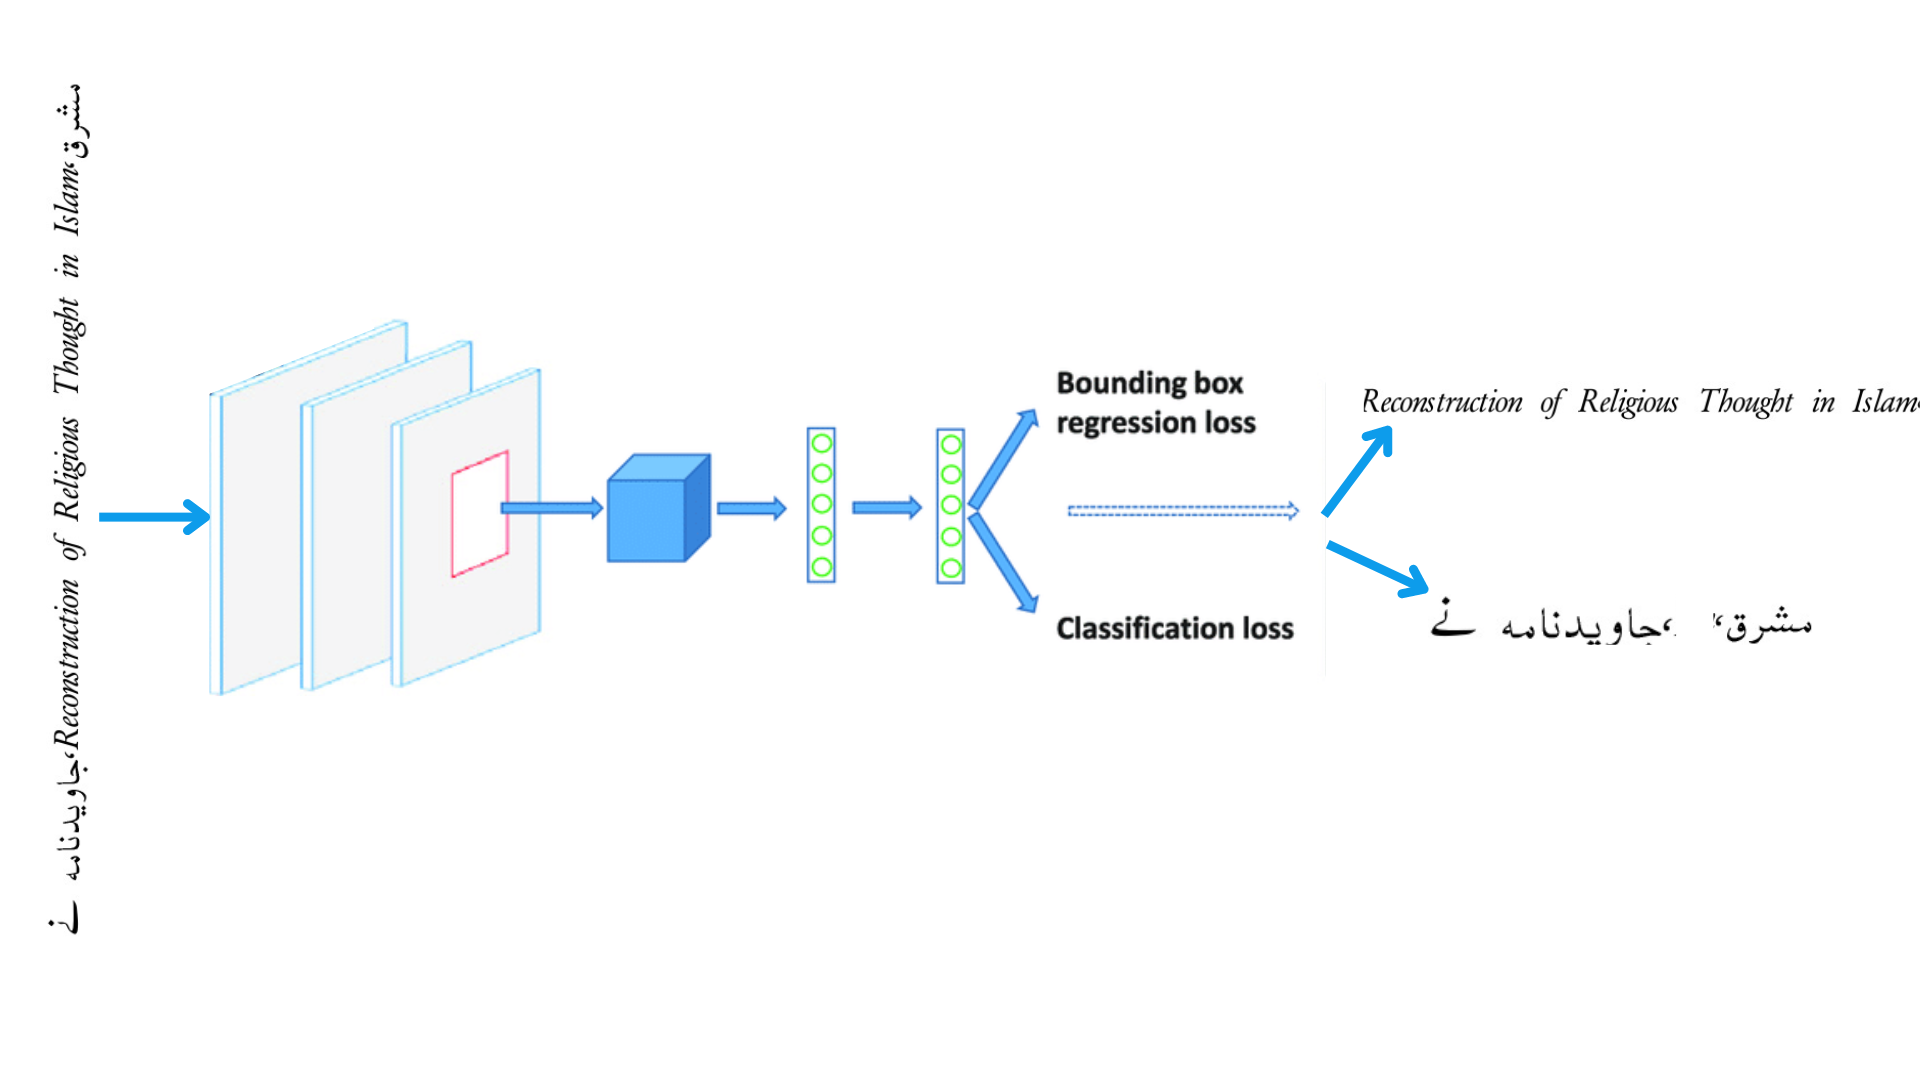 نے جاویدنامہ،Reconstruction of Religious Thought in Islam،مشرق
Bounding box
regression loss
Classification loss
Reconstruction of Religious Thought in Islam
مشرق، جاویدنامہ نے